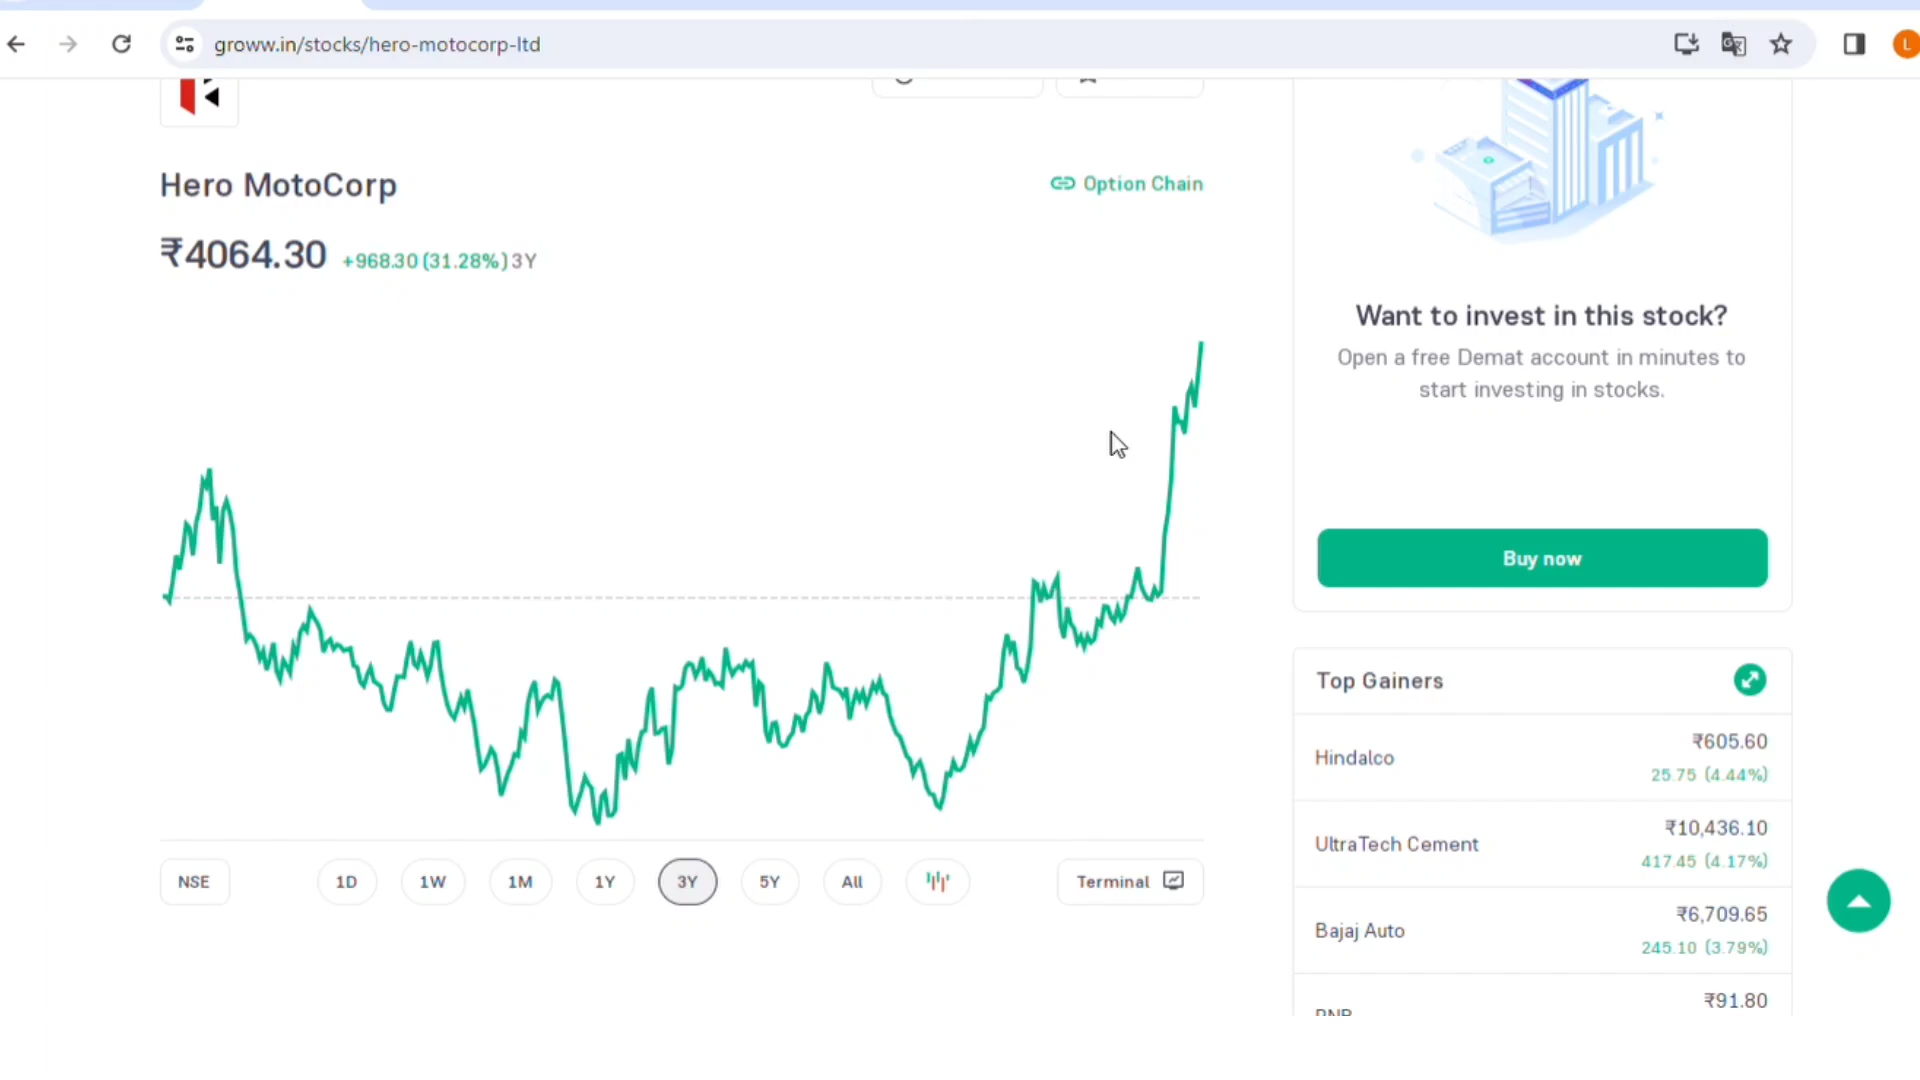 groww.in/stocks/hero-motocorp-ltd
L
Hero MotoCorp
Option Chain
₹4064.30 +968.30 (31.28%) 3Y
NSE
1D
1W
1M
1Y
3Y
5Y
All
Terminal
Want to invest in this stock?
Open a free Demat account in minutes to
start investing in stocks.
Buy now
Top Gainers
Hindalco
₹605.60
25.75 (4.44%)
UltraTech Cement
₹10,436.10
417.45 (4.17%)
Bajaj Auto
₹6,709.65
245.10 (3.79%)
PNB
₹91.80